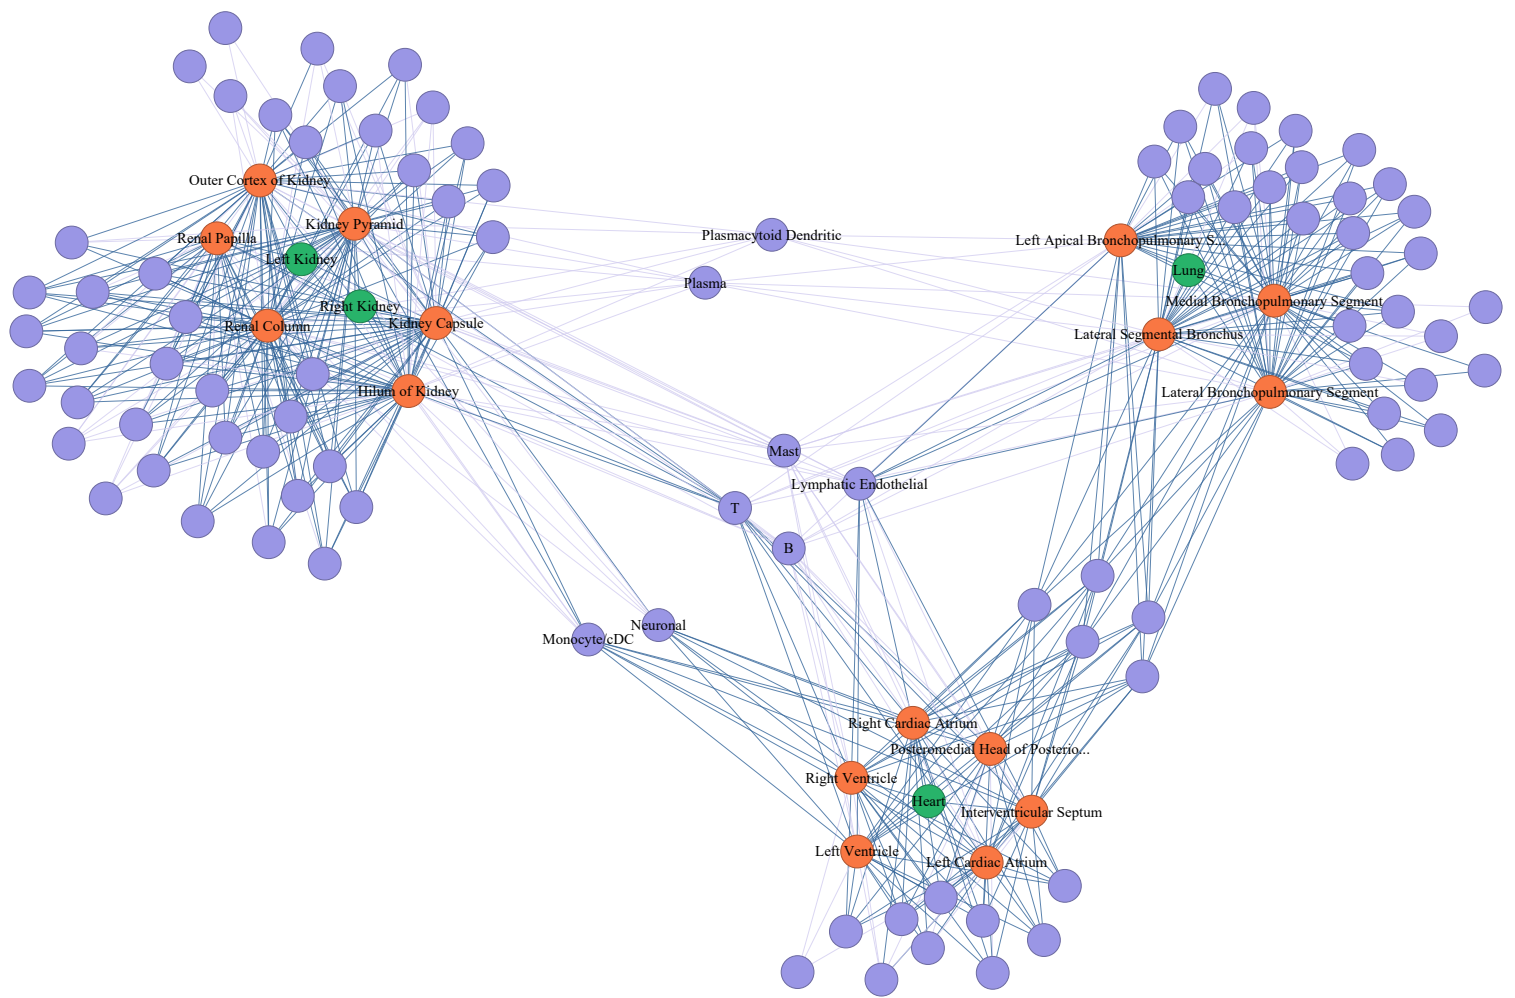 Outer Cortex of Kidney
Kidney Pyramid
Renal Papilla
Left Kidney
Right Kidney
Renal Column
Kidney Capsule
Hilum of Kidney
Plasmacytoid Dendritic
Plasma
Left Apical Bronchopulmonary S...
Lung
Medial Bronchopulmonary Segment
Lateral Segmental Bronchus
Lateral Bronchopulmonary Segment
Mast
Lymphatic Endothelial
T
B
Neuronal
Monocyte/cDC
Right Cardiac Atrium
Posteromedial Head of Posterio...
Right Ventricle
Heart
Interventricular Septum
Left Ventricle
Left Cardiac Atrium